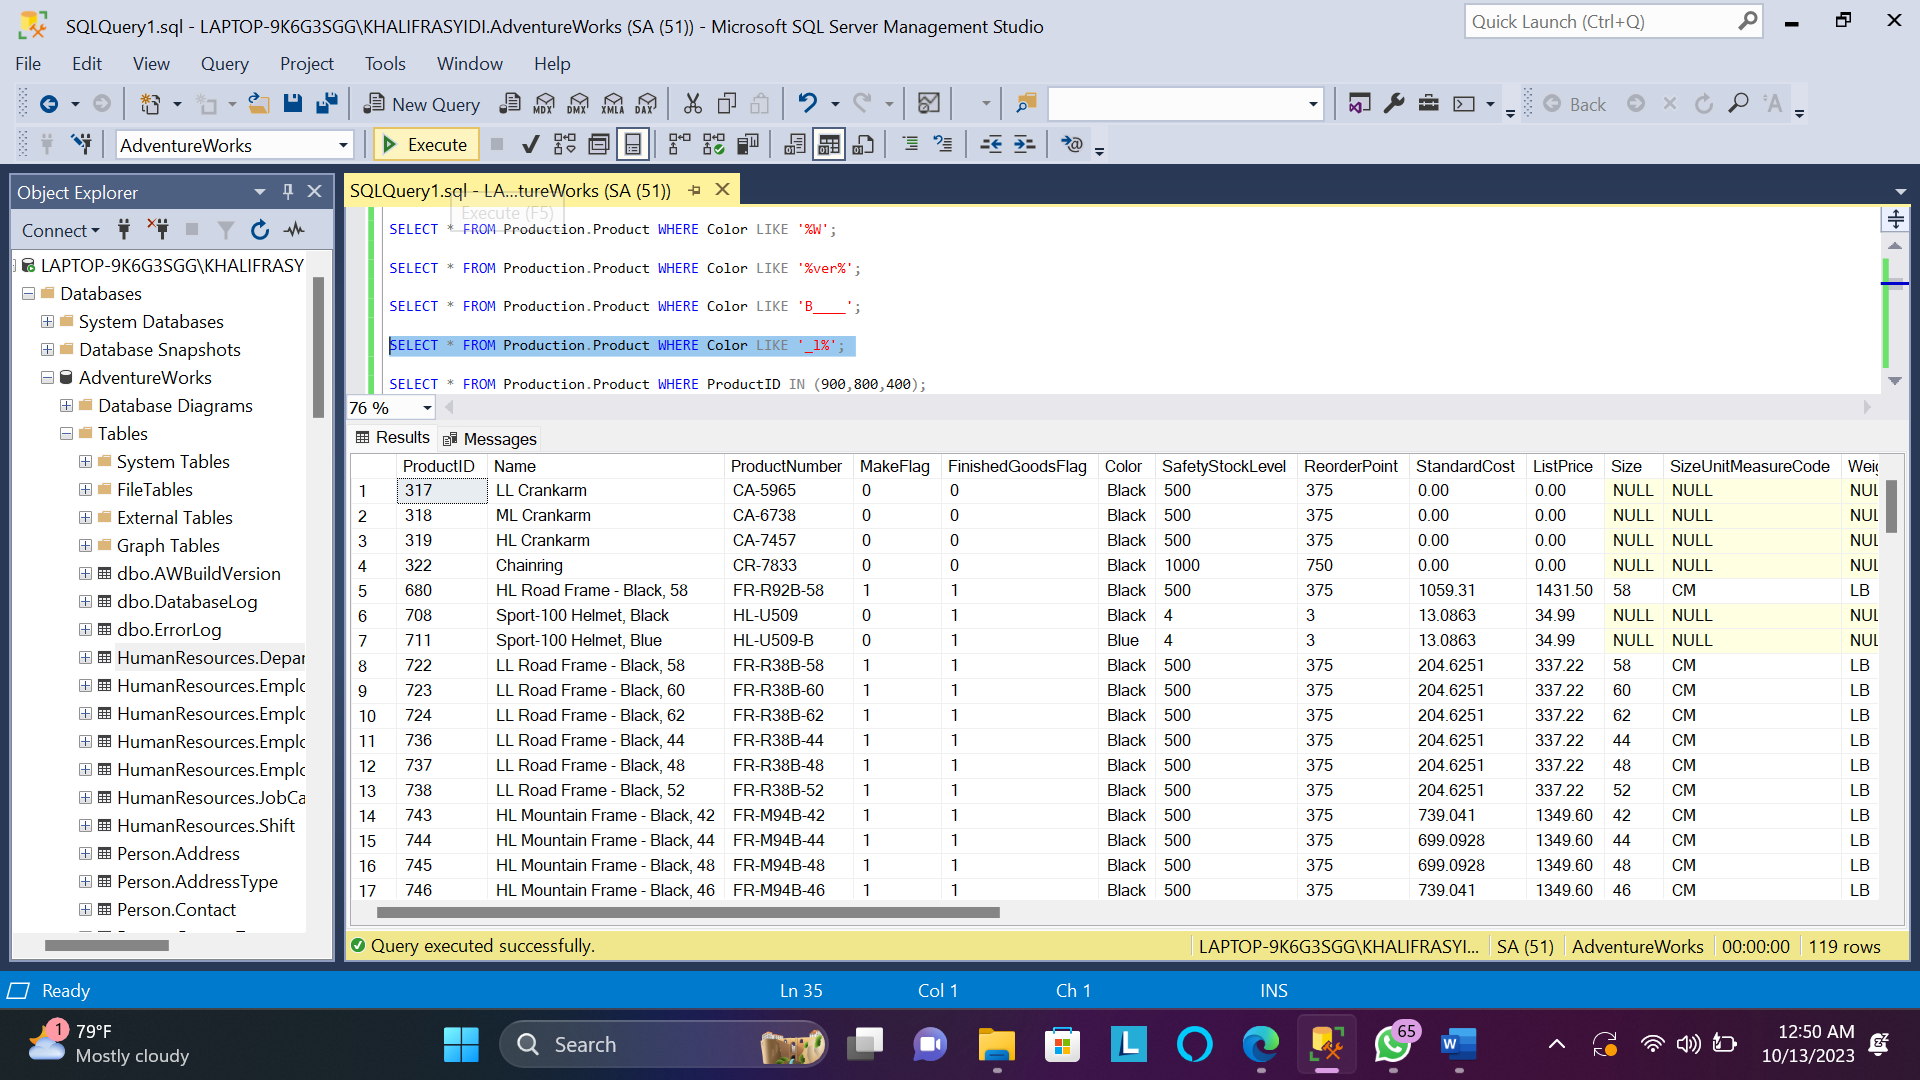 SQLQuery1.sql - LAPTOP-9K6G3SGG\KHALIFRASYIDI.AdventureWorks (SA (51)) - Microsoft SQL Server Management Studio
Quick Launch (Ctrl+Q)
File Edit View Query Project Tools Window Help
New Query MDX DMX XMLA DAX Back
AdventureWorks Execute
Object Explorer
SQLQuery1.sql - LA...tureWorks (SA (51))
Execute (F5)
Connect
LAPTOP-9K6G3SGG\KHALIFRASY
Databases
System Databases
Database Snapshots
AdventureWorks
Database Diagrams
Tables
System Tables
FileTables
External Tables
Graph Tables
dbo.AWBuildVersion
dbo.DatabaseLog
dbo.ErrorLog
HumanResources.Depar
HumanResources.Emplo
HumanResources.Emplo
HumanResources.Emplo
HumanResources.Emplo
HumanResources.JobCa
HumanResources.Shift
Person.Address
Person.AddressType
Person.Contact
SELECT * FROM Production.Product WHERE Color LIKE '%W';
SELECT * FROM Production.Product WHERE Color LIKE '%ver%';
SELECT * FROM Production.Product WHERE Color LIKE 'B____';
SELECT * FROM Production.Product WHERE Color LIKE '_l%';
SELECT * FROM Production.Product WHERE ProductID IN (900,800,400);
76 %
Results Messages
ProductID Name ProductNumber MakeFlag FinishedGoodsFlag Color SafetyStockLevel ReorderPoint StandardCost ListPrice Size SizeUnitMeasureCode Weig
1 317 LL Crankarm CA-5965 0 0 Black 500 375 0.00 0.00 NULL NULL NUL
2 318 ML Crankarm CA-6738 0 0 Black 500 375 0.00 0.00 NULL NULL NUL
3 319 HL Crankarm CA-7457 0 0 Black 500 375 0.00 0.00 NULL NULL NUL
4 322 Chainring CR-7833 0 0 Black 1000 750 0.00 0.00 NULL NULL NUL
5 680 HL Road Frame - Black, 58 FR-R92B-58 1 1 Black 500 375 1059.31 1431.50 58 CM LB
6 708 Sport-100 Helmet, Black HL-U509 0 1 Black 4 3 13.0863 34.99 NULL NULL NUL
7 711 Sport-100 Helmet, Blue HL-U509-B 0 1 Blue 4 3 13.0863 34.99 NULL NULL NUL
8 722 LL Road Frame - Black, 58 FR-R38B-58 1 1 Black 500 375 204.6251 337.22 58 CM LB
9 723 LL Road Frame - Black, 60 FR-R38B-60 1 1 Black 500 375 204.6251 337.22 60 CM LB
10 724 LL Road Frame - Black, 62 FR-R38B-62 1 1 Black 500 375 204.6251 337.22 62 CM LB
11 736 LL Road Frame - Black, 44 FR-R38B-44 1 1 Black 500 375 204.6251 337.22 44 CM LB
12 737 LL Road Frame - Black, 48 FR-R38B-48 1 1 Black 500 375 204.6251 337.22 48 CM LB
13 738 LL Road Frame - Black, 52 FR-R38B-52 1 1 Black 500 375 204.6251 337.22 52 CM LB
14 743 HL Mountain Frame - Black, 42 FR-M94B-42 1 1 Black 500 375 739.041 1349.60 42 CM LB
15 744 HL Mountain Frame - Black, 44 FR-M94B-44 1 1 Black 500 375 699.0928 1349.60 44 CM LB
16 745 HL Mountain Frame - Black, 48 FR-M94B-48 1 1 Black 500 375 699.0928 1349.60 48 CM LB
17 746 HL Mountain Frame - Black, 46 FR-M94B-46 1 1 Black 500 375 739.041 1349.60 46 CM LB
Query executed successfully. LAPTOP-9K6G3SGG\KHALIFRASYI... SA (51) AdventureWorks 00:00:00 119 rows
Ready Ln 35 Col 1 Ch 1 INS
1 79°F
Mostly cloudy
Search
65
12:50 AM
10/13/2023